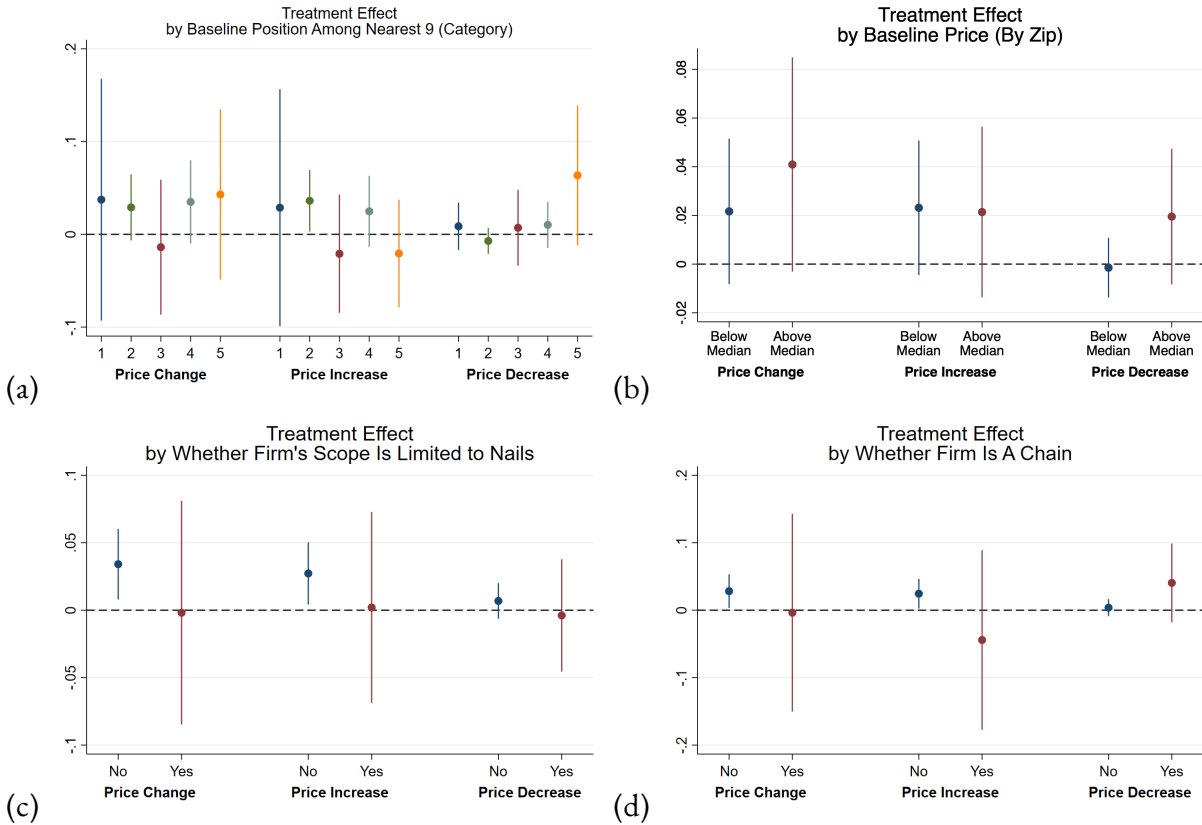 Treatment Effect
by Baseline Position Among Nearest 9 (Category)
.2
.1
0
-.1
1 2 3 4 5 1 2 3 4 5 1 2 3 4 5
Price Change Price Increase Price Decrease
(a)
Treatment Effect
by Baseline Price (By Zip)
.08
.06
.04
.02
0
-.02
Below Above Below Above Below Above
Median Median Median Median Median Median
Price Change Price Increase Price Decrease
(b)
Treatment Effect
by Whether Firm's Scope Is Limited to Nails
.1
.05
0
-.05
-.1
No Yes No Yes No Yes
Price Change Price Increase Price Decrease
(c)
Treatment Effect
by Whether Firm Is A Chain
.2
.1
0
-.1
-.2
No Yes No Yes No Yes
Price Change Price Increase Price Decrease
(d)